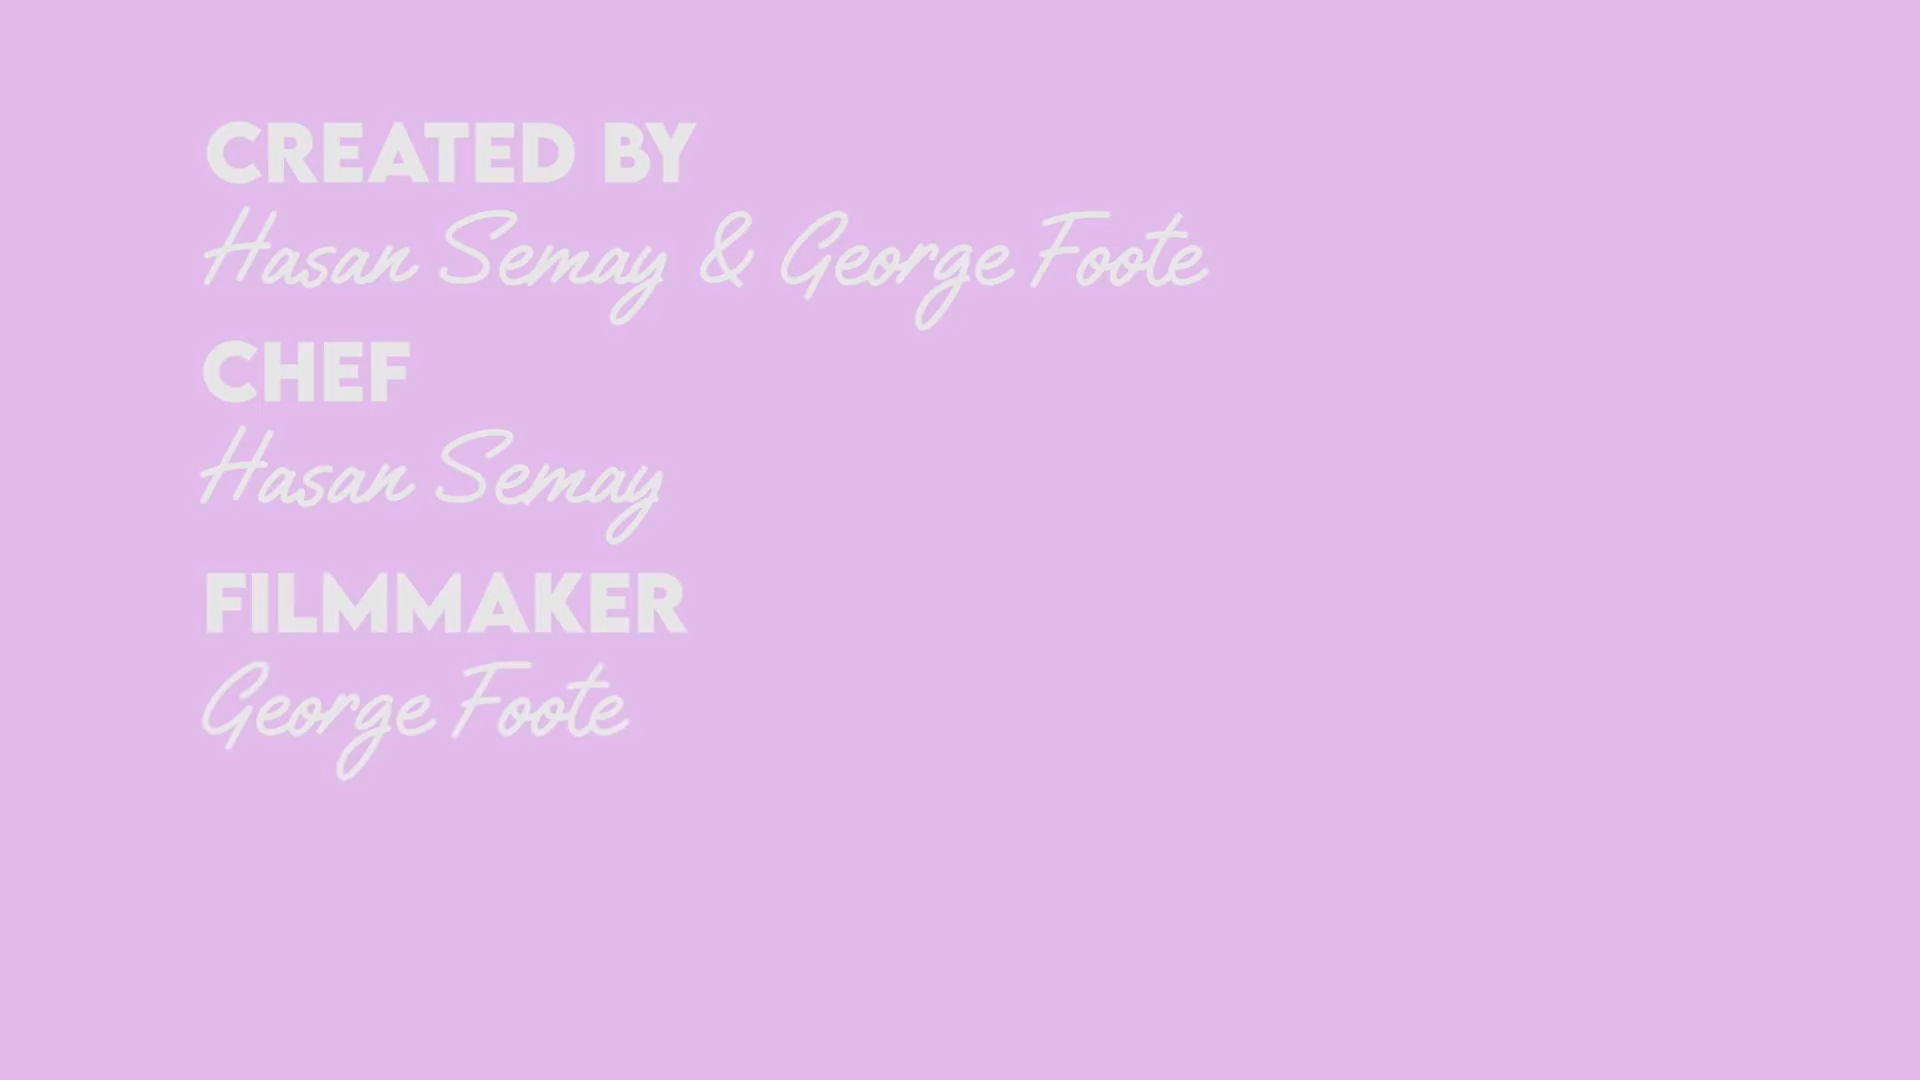 CREATED BY
Hasan Semay & George Foote
CHEF
Hasan Semay
FILMMAKER
George Foote